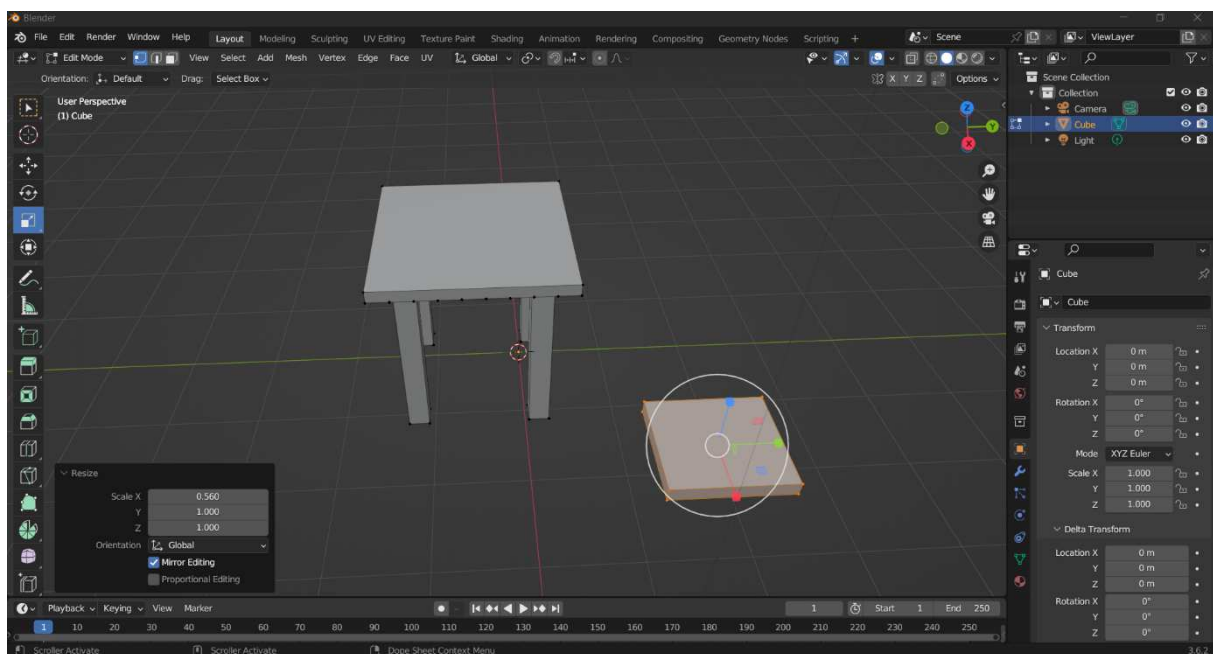 Blender
File Edit Render Window Help Layout Modeling Sculpting UV Editing Texture Paint Shading Animation Rendering Compositing Geometry Nodes Scripting + Scene ViewLayer
Edit Mode View Select Add Mesh Vertex Edge Face UV Global
Orientation: Default Drag: Select Box X Y Z Options
User Perspective
(1) Cube
Z
Y
X
Scene Collection
Collection
Camera
Cube
Light
Cube
Cube
Transform
Location X 0 m
Y 0 m
Z 0 m
Rotation X 0°
Y 0°
Z 0°
Mode XYZ Euler
Scale X 1.000
Y 1.000
Z 1.000
Delta Transform
Location X 0 m
Y 0 m
Z 0 m
Rotation X 0°
Y 0°
Z 0°
Resize
Scale X 0.560
Y 1.000
Z 1.000
Orientation Global
Mirror Editing
Proportional Editing
Playback Keying View Marker 1 Start 1 End 250
1 10 20 30 40 50 60 70 80 90 100 110 120 130 140 150 160 170 180 190 200 210 220 230 240 250
Scroller Activate Scroller Activate Dope Sheet Context Menu 3.6.2